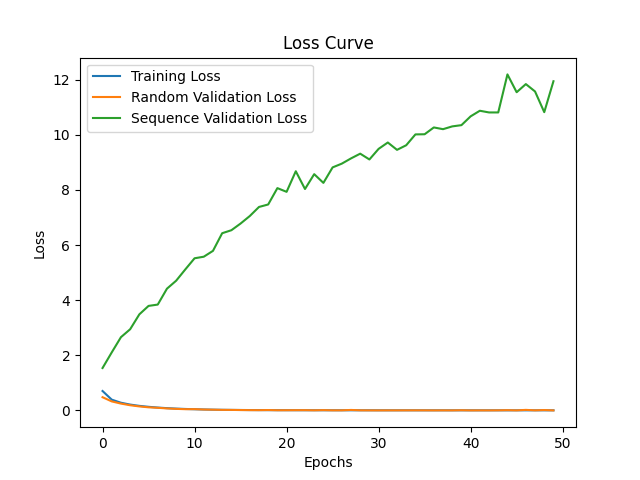 Loss Curve
Training Loss
Random Validation Loss
Sequence Validation Loss
Loss
12
10
8
6
4
2
0
0 10 20 30 40 50
Epochs